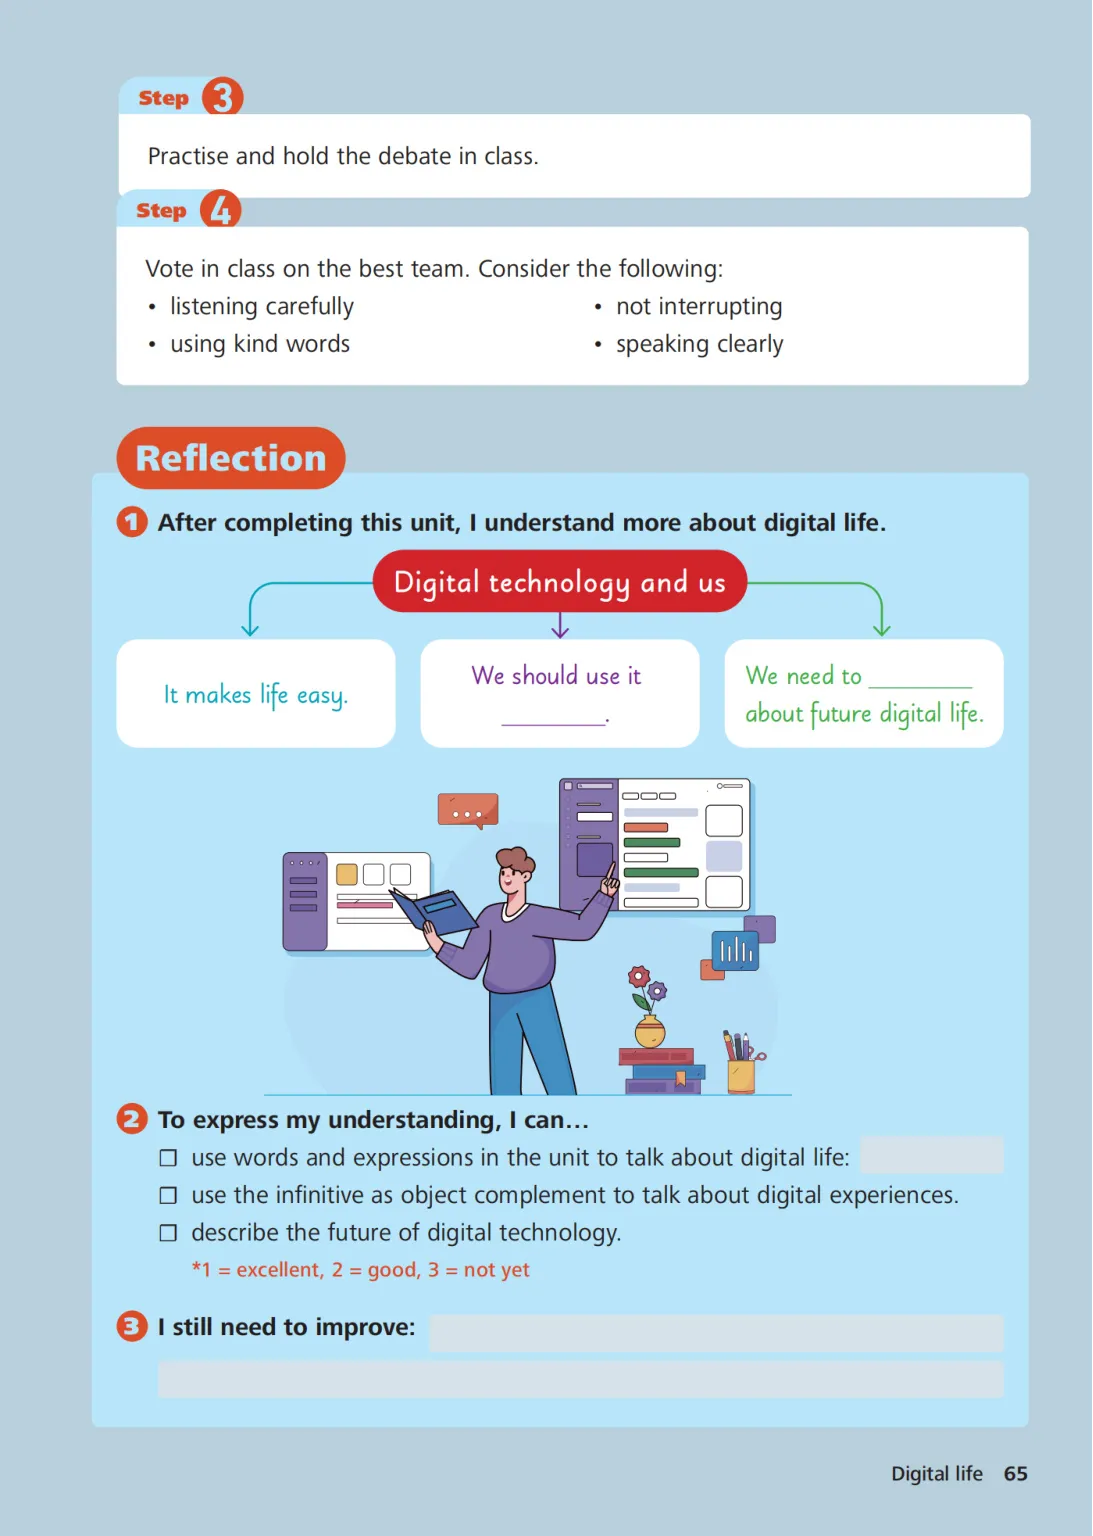 Step 3
Practise and hold the debate in class.
Step 4
Vote in class on the best team. Consider the following:
• listening carefully
• not interrupting
• using kind words
• speaking clearly
Reflection
1 After completing this unit, I understand more about digital life.
Digital technology and us
It makes life easy.
We should use it
________.
We need to ________
about future digital life.
2 To express my understanding, I can...
☐ use words and expressions in the unit to talk about digital life:
☐ use the infinitive as object complement to talk about digital experiences.
☐ describe the future of digital technology.
*1 = excellent, 2 = good, 3 = not yet
3 I still need to improve:
Digital life 65